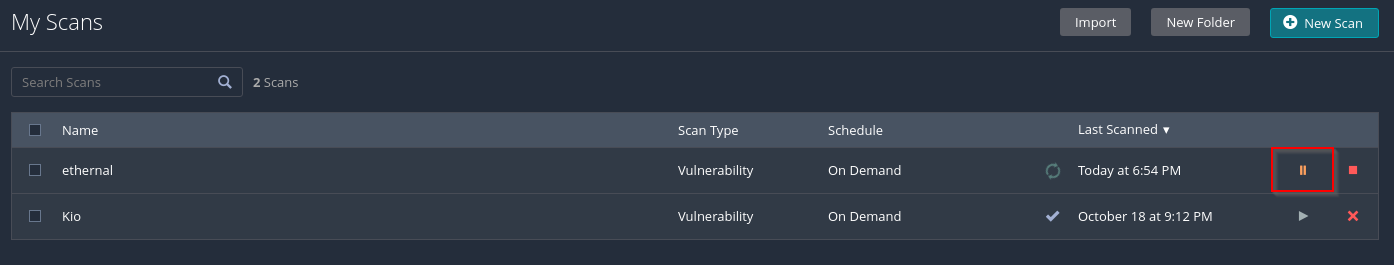 My Scans
Import
New Folder
New Scan
Search Scans
2 Scans
Name Scan Type Schedule Last Scanned ▼
ethernal Vulnerability On Demand Today at 6:54 PM
Kio Vulnerability On Demand October 18 at 9:12 PM